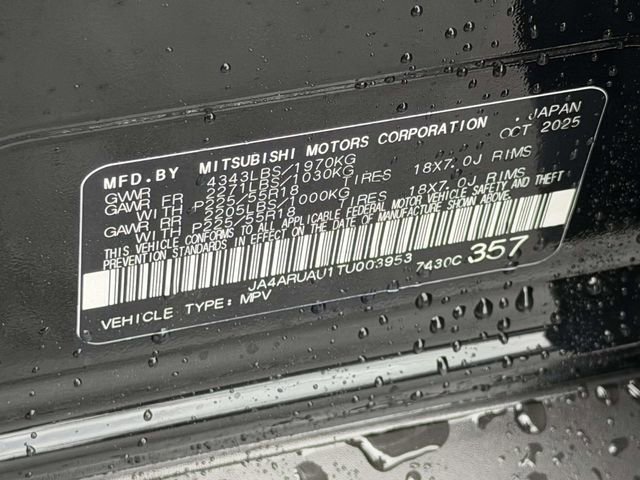 MFD.BY MITSUBISHI MOTORS CORPORATION, JAPAN
GVWR 4343LBS/1970KG OCT 2025
GAWR FR 2271LBS/1030KG
WITH P225/55R18 TIRES 18X7.0J RIMS
GAWR RR 2205LBS/1000KG
WITH P225/55R18 TIRES 18X7.0J RIMS
THIS VEHICLE CONFORMS TO ALL APPLICABLE FEDERAL MOTOR VEHICLE SAFETY AND THEFT
PREVENTION STANDARDS IN EFFECT ON THE DATE OF MANUFACTURE SHOWN ABOVE.
JA4ARUAU1TU003953 7430C 357
VEHICLE TYPE: MPV